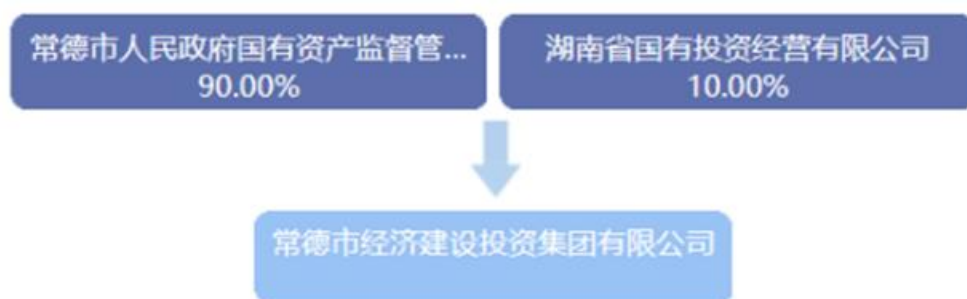 常德市人民政府国有资产监督管...
90.00%
湖南省国有投资经营有限公司
10.00%
常德市经济建设投资集团有限公司